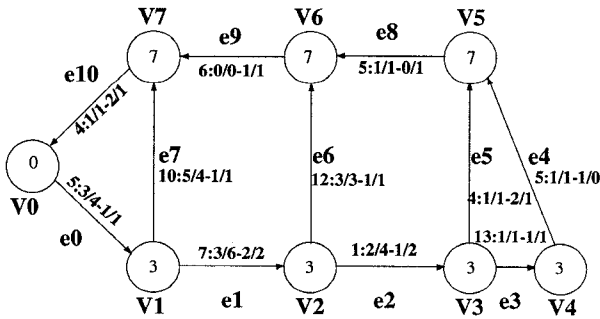 V7
V6
V5
e9
e8
7
7
7
6:0/0-1/1
5:1/1-0/1
e10
4:1/1-2/1
0
V0
e7
10:5/4-1/1
e6
12:3/3-1/1
e5
4:1/1-2/1
e4
5:1/1-1/0
5:3/4-1/1
e0
13:1/1-1/1
7:3/6-2/2
1:2/4-1/2
3
3
3
3
V1
e1
V2
e2
V3
e3
V4